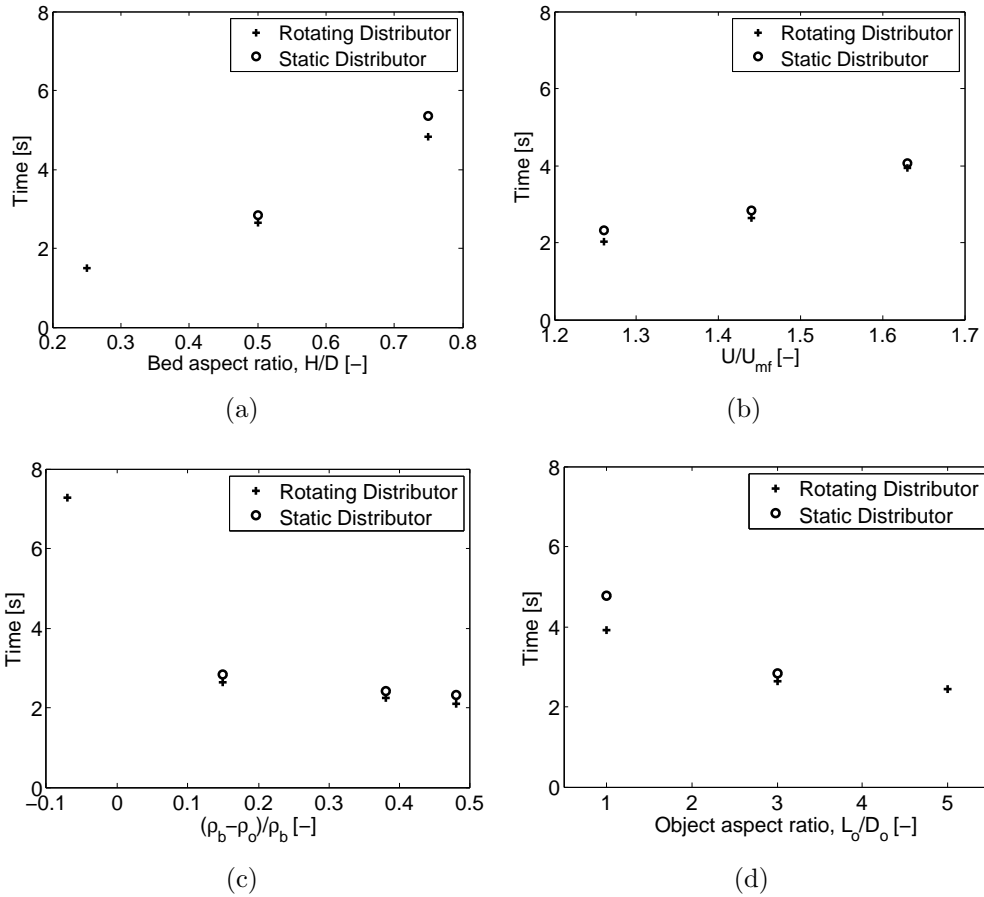 8
6
4
2
0
Time [s]
Rotating Distributor
Static Distributor
0.2 0.3 0.4 0.5 0.6 0.7 0.8
Bed aspect ratio, H/D [−]
(a)
8
6
4
2
0
Time [s]
Rotating Distributor
Static Distributor
1.2 1.3 1.4 1.5 1.6 1.7
U/U_mf [−]
(b)
8
6
4
2
0
Time [s]
Rotating Distributor
Static Distributor
−0.1 0 0.1 0.2 0.3 0.4 0.5
(ρ_b−ρ_o)/ρ_b [−]
(c)
8
6
4
2
0
Time [s]
Rotating Distributor
Static Distributor
1 2 3 4 5
Object aspect ratio, L_o/D_o [−]
(d)